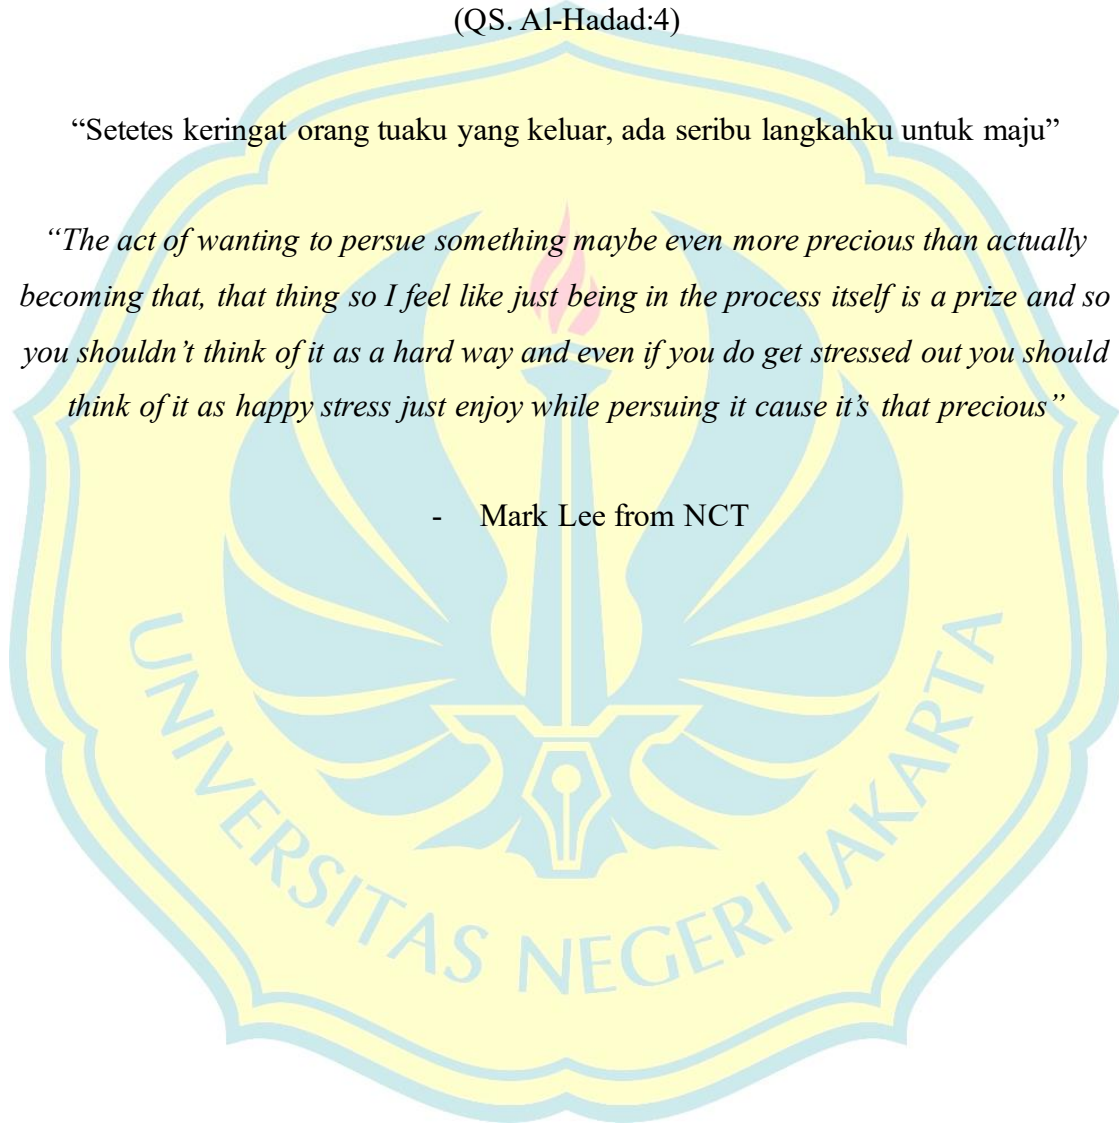 (QS. Al-Hadad:4)
“Setetes keringat orang tuaku yang keluar, ada seribu langkahku untuk maju”
“The act of wanting to persue something maybe even more precious than actually
becoming that, that thing so I feel like just being in the process itself is a prize and so
you shouldn’t think of it as a hard way and even if you do get stressed out you should
think of it as happy stress just enjoy while persuing it cause it’s that precious”
- Mark Lee from NCT
UNIVERSITAS NEGERI JAKARTA